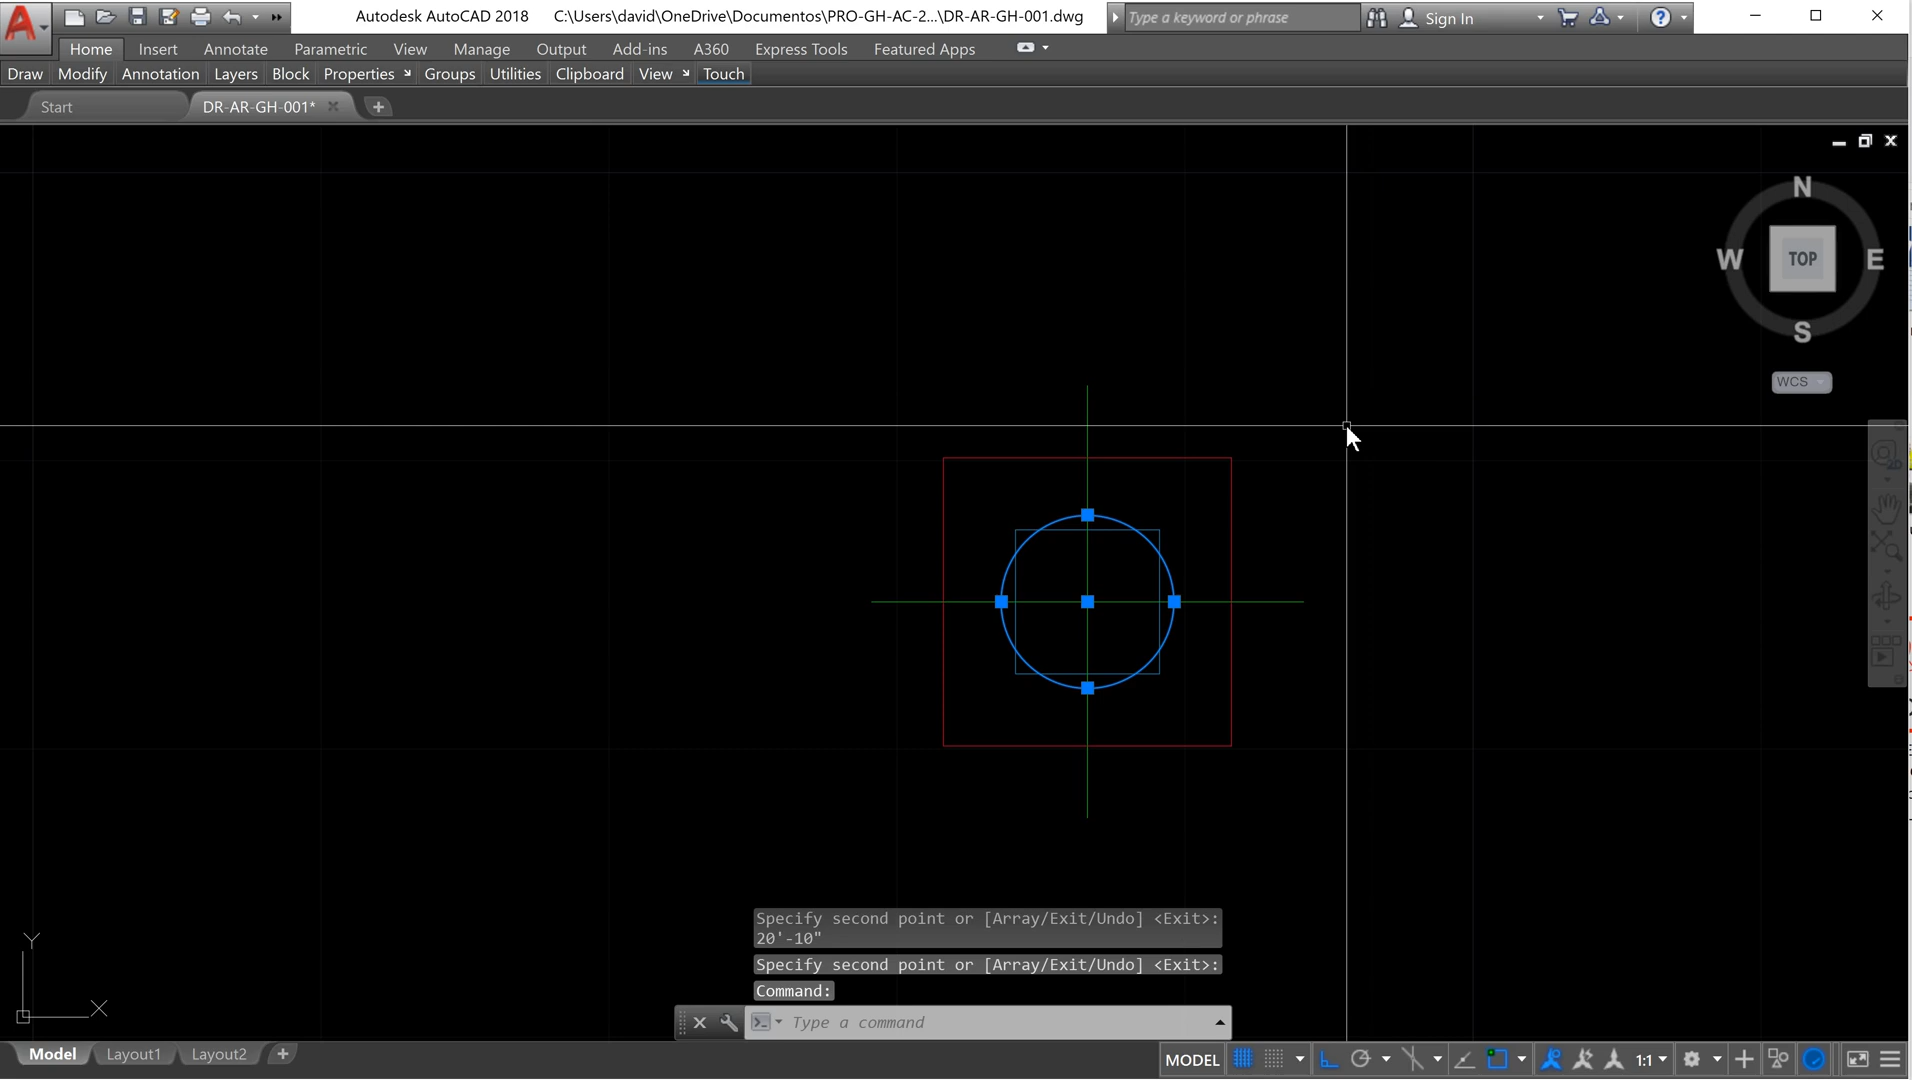 Autodesk AutoCAD 2018 C:\Users\david\OneDrive\Documentos\PRO-GH-AC-2...\DR-AR-GH-001.dwg
Type a keyword or phrase
Sign In
Home Insert Annotate Parametric View Manage Output Add-ins A360 Express Tools Featured Apps
Draw Modify Annotation Layers Block Properties Groups Utilities Clipboard View Touch
Start DR-AR-GH-001*
N
W TOP E
S
WCS
Specify second point or [Array/Exit/Undo] <Exit>:
20'-10"
Specify second point or [Array/Exit/Undo] <Exit>:
Command:
Type a command
Y
X
Model Layout1 Layout2
MODEL 1:1